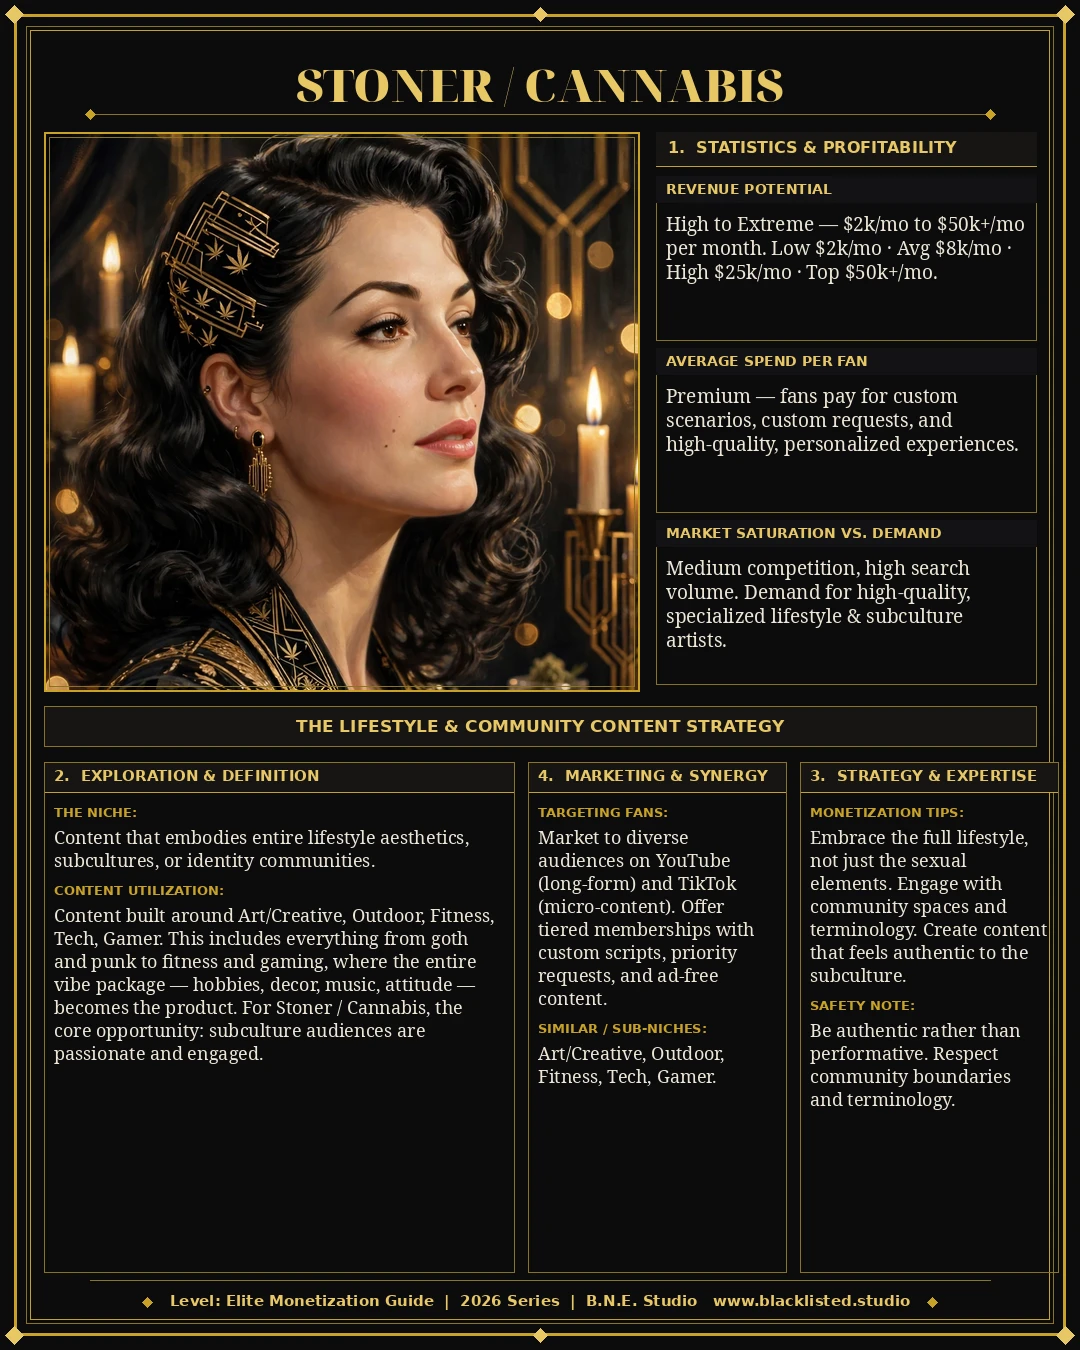 STONER / CANNABIS
1. STATISTICS & PROFITABILITY
REVENUE POTENTIAL
High to Extreme — $2k/mo to $50k+/mo
per month. Low $2k/mo · Avg $8k/mo ·
High $25k/mo · Top $50k+/mo.
AVERAGE SPEND PER FAN
Premium — fans pay for custom
scenarios, custom requests, and
high-quality, personalized experiences.
MARKET SATURATION VS. DEMAND
Medium competition, high search
volume. Demand for high-quality,
specialized lifestyle & subculture
artists.
THE LIFESTYLE & COMMUNITY CONTENT STRATEGY
2. EXPLORATION & DEFINITION
THE NICHE:
Content that embodies entire lifestyle aesthetics,
subcultures, or identity communities.
CONTENT UTILIZATION:
Content built around Art/Creative, Outdoor, Fitness,
Tech, Gamer. This includes everything from goth
and punk to fitness and gaming, where the entire
vibe package — hobbies, decor, music, attitude —
becomes the product. For Stoner / Cannabis, the
core opportunity: subculture audiences are
passionate and engaged.
4. MARKETING & SYNERGY
TARGETING FANS:
Market to diverse
audiences on YouTube
(long-form) and TikTok
(micro-content). Offer
tiered memberships with
custom scripts, priority
requests, and ad-free
content.
SIMILAR / SUB-NICHES:
Art/Creative, Outdoor,
Fitness, Tech, Gamer.
3. STRATEGY & EXPERTISE
MONETIZATION TIPS:
Embrace the full lifestyle,
not just the sexual
elements. Engage with
community spaces and
terminology. Create content
that feels authentic to the
subculture.
SAFETY NOTE:
Be authentic rather than
performative. Respect
community boundaries
and terminology.
Level: Elite Monetization Guide | 2026 Series | B.N.E. Studio www.blacklisted.studio